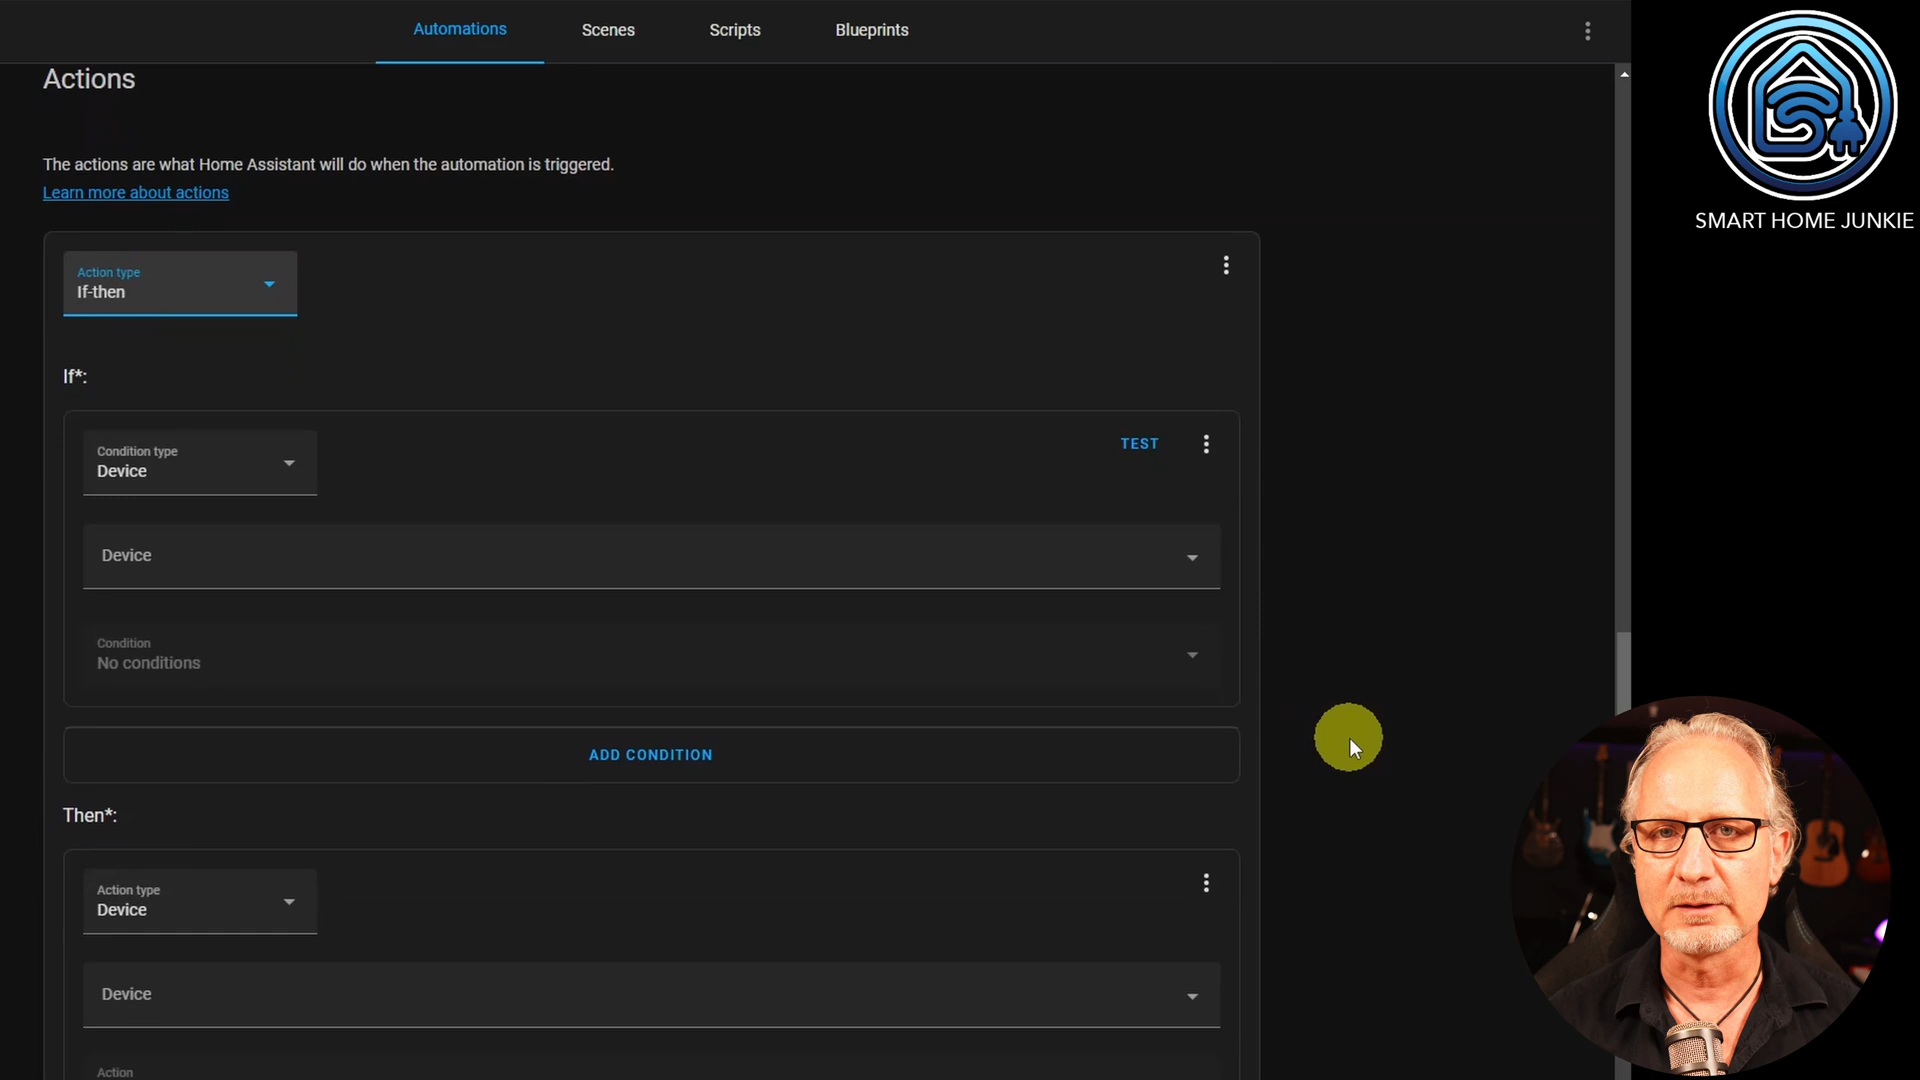 Automations
Scenes
Scripts
Blueprints
SMART HOME JUNKIE
Actions
The actions are what Home Assistant will do when the automation is triggered.
Learn more about actions
Action type
If-then
If*:
Condition type
Device
TEST
Device
Condition
No conditions
ADD CONDITION
Then*:
Action type
Device
Device
Action